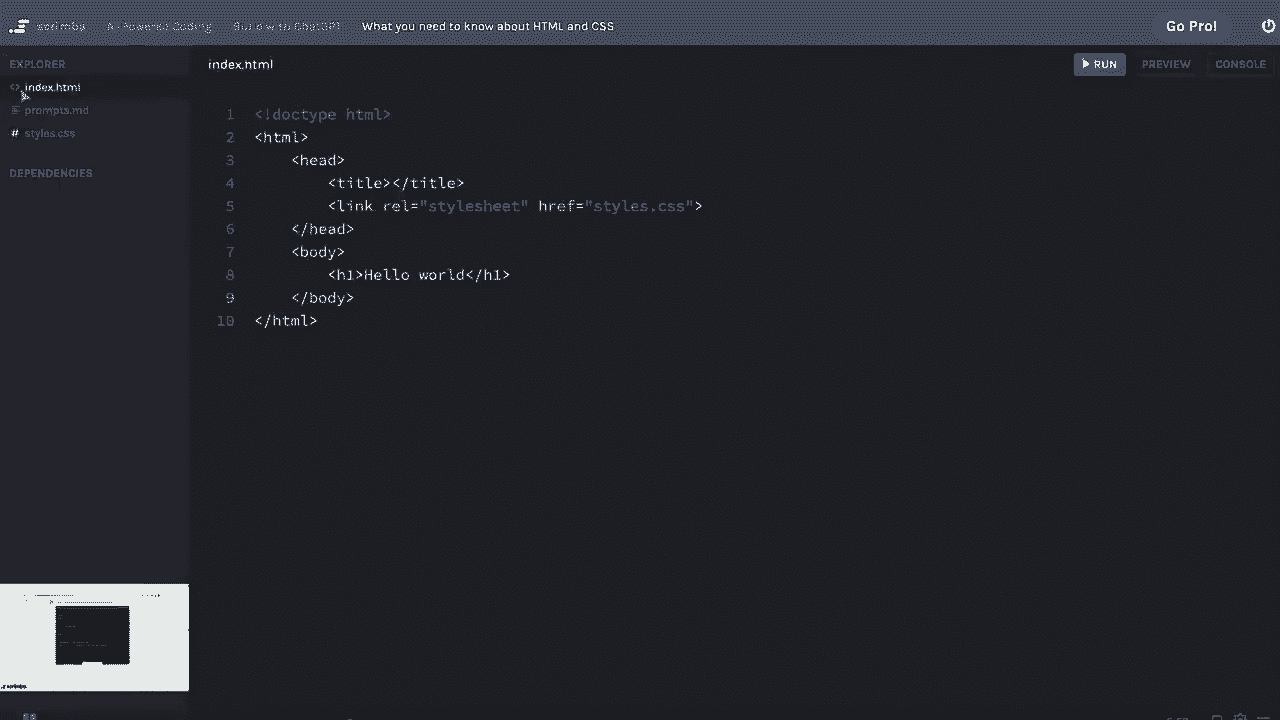 scrimba AI-Powered Coding Build with ChatGPT What you need to know about HTML and CSS Go Pro!
EXPLORER
index.html
prompts.md
styles.css
DEPENDENCIES
index.html
RUN PREVIEW CONSOLE
1 <!doctype html>
2 <html>
3 <head>
4 <title></title>
5 <link rel="stylesheet" href="styles.css">
6 </head>
7 <body>
8 <h1>Hello world</h1>
9 </body>
10 </html>